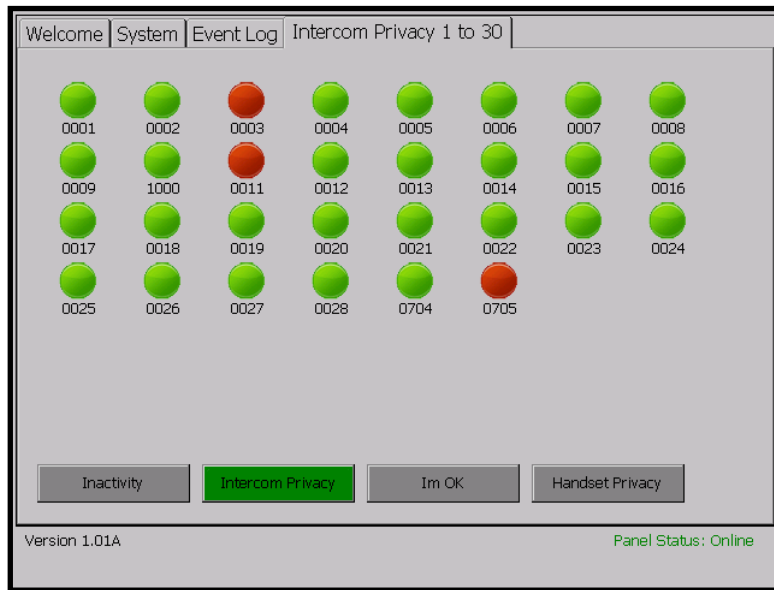 Welcome System Event Log Intercom Privacy 1 to 30
0001 0002 0003 0004 0005 0006 0007 0008
0009 1000 0011 0012 0013 0014 0015 0016
0017 0018 0019 0020 0021 0022 0023 0024
0025 0026 0027 0028 0704 0705
Inactivity Intercom Privacy Im OK Handset Privacy
Version 1.01A Panel Status: Online